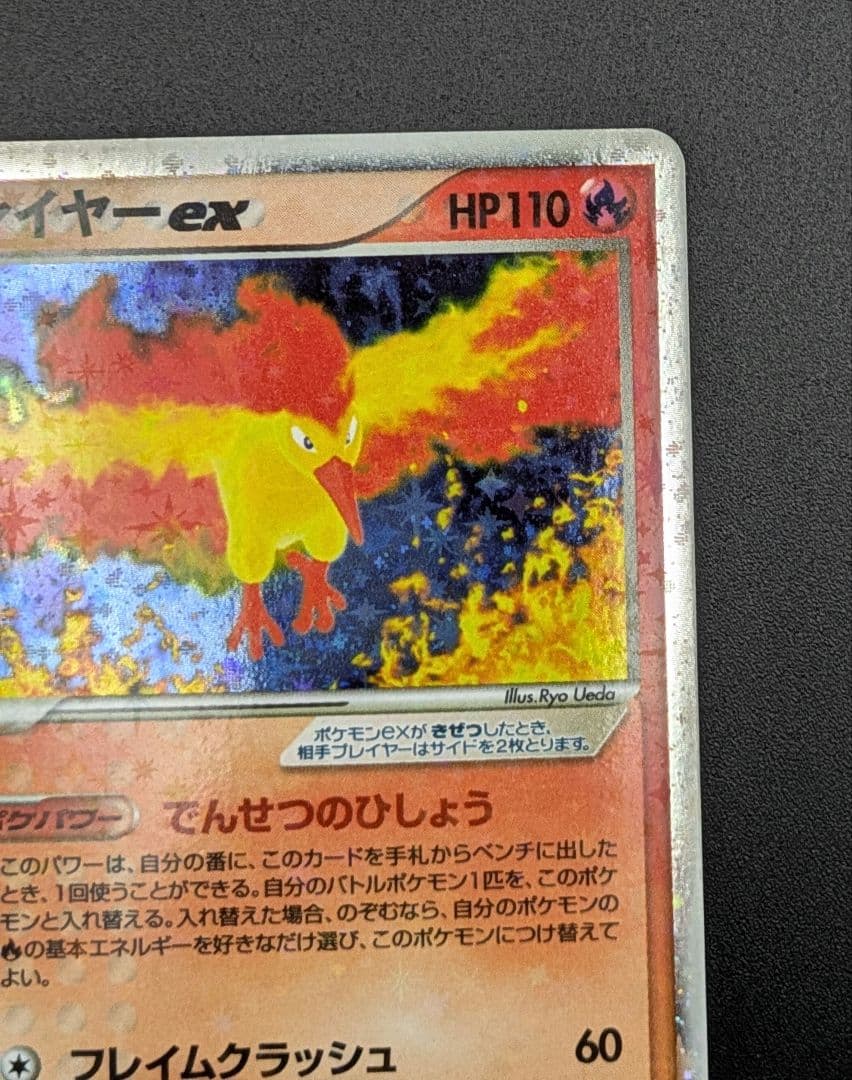 イヤーex HP110
Illus.Ryo Ueda
ポケモンexが きぜつしたとき、
相手プレイヤーはサイドを2枚とります。
ケパワー でんせつのひしょう
このパワーは、自分の番に、このカードを手札からベンチに出した
とき、1回使うことができる。自分のバトルポケモン1匹を、このポケ
モンと入れ替える。入れ替えた場合、のぞむなら、自分のポケモンの
の基本エネルギーを好きなだけ選び、このポケモンにつけ替えて
よい。
フレイムクラッシュ 60